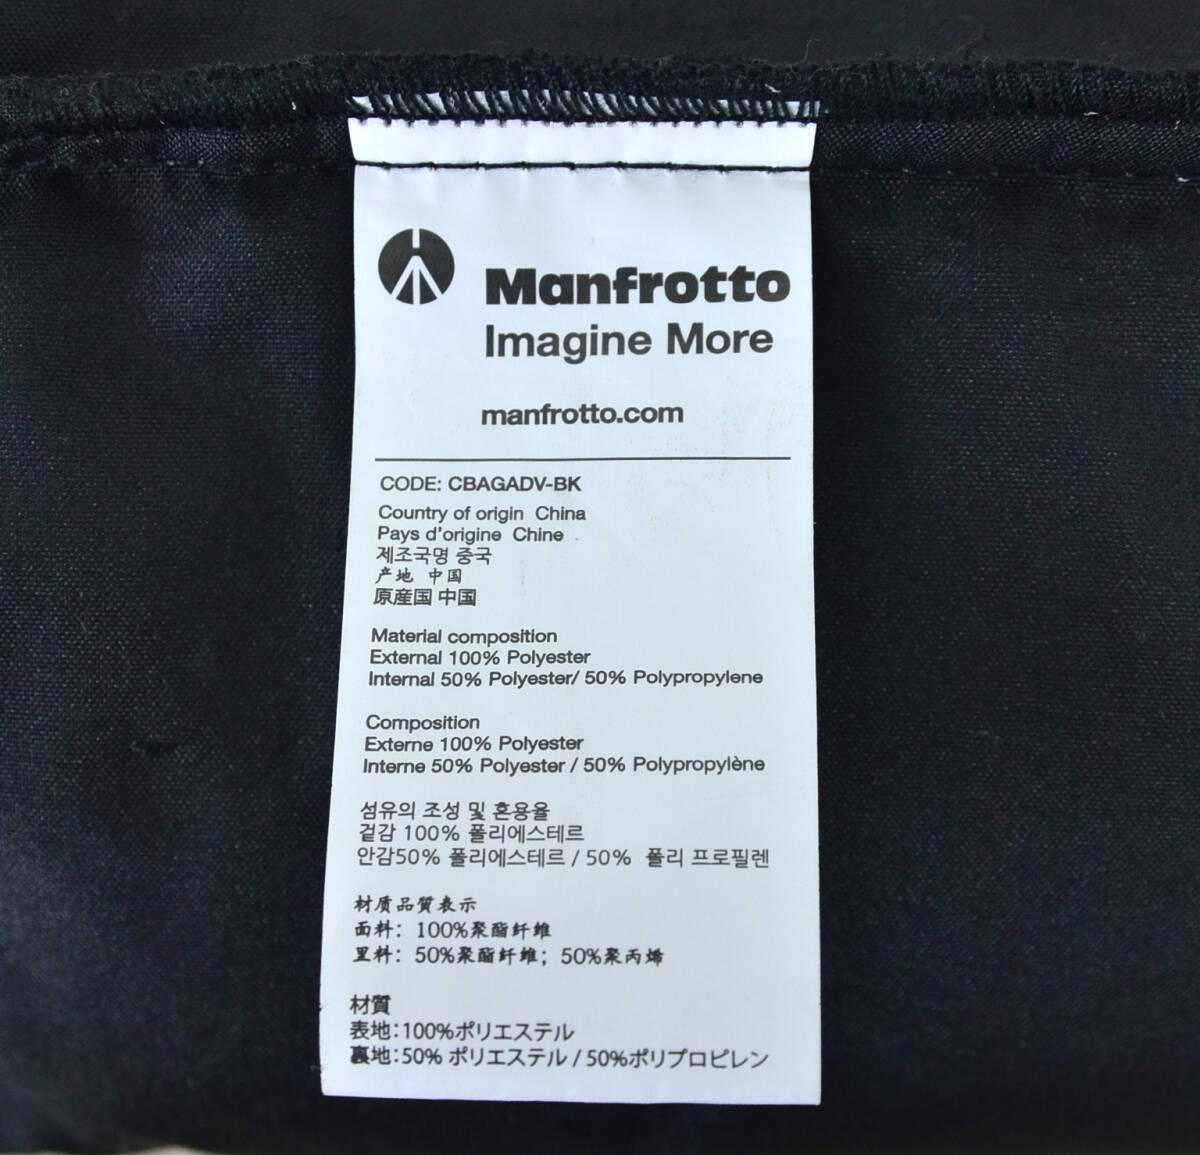 Manfrotto
Imagine More
manfrotto.com
CODE: CBAGADV-BK
Country of origin China
Pays d'origine Chine
제조국명 중국
产地 中国
原産国 中国
Material composition
External 100% Polyester
Internal 50% Polyester/ 50% Polypropylene
Composition
Externe 100% Polyester
Interne 50% Polyester / 50% Polypropylène
섬유의 조성 및 혼용율
겉감 100% 폴리에스테르
안감50% 폴리에스테르 / 50% 폴리 프로필렌
材质品質表示
面料：100%聚酯纤维
里料：50%聚酯纤维；50%聚丙烯
材質
表地：100%ポリエステル
裏地：50% ポリエステル / 50%ポリプロピレン